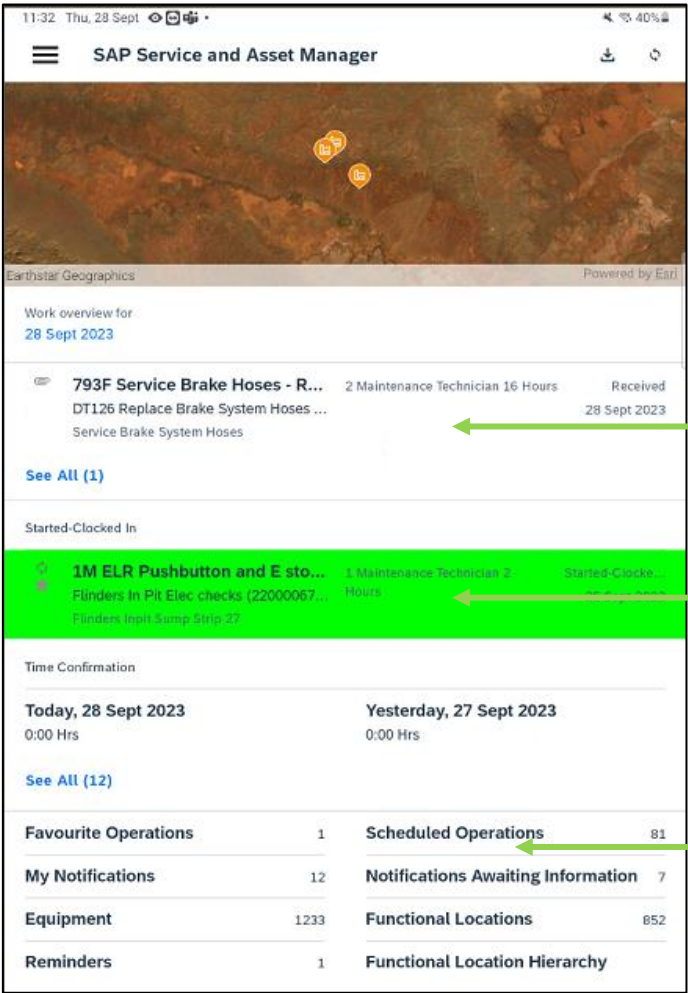 11:32 Thu, 28 Sept
40%
SAP Service and Asset Manager
Earthstar Geographics
Powered by Esri
Work overview for
28 Sept 2023
793F Service Brake Hoses - R...
2 Maintenance Technician 16 Hours
Received
DT126 Replace Brake System Hoses ...
28 Sept 2023
Service Brake System Hoses
See All (1)
Started-Clocked In
1M ELR Pushbutton and E sto...
1 Maintenance Technician 2
Hours
Started-Clocke...
Flinders In Pit Elec checks (22000067...
25 Sept 2023
Flinders Inpit Sump Strip 27
Time Confirmation
Today, 28 Sept 2023
Yesterday, 27 Sept 2023
0:00 Hrs
0:00 Hrs
See All (12)
Favourite Operations 1
Scheduled Operations 81
My Notifications 12
Notifications Awaiting Information 7
Equipment 1233
Functional Locations 852
Reminders 1
Functional Location Hierarchy